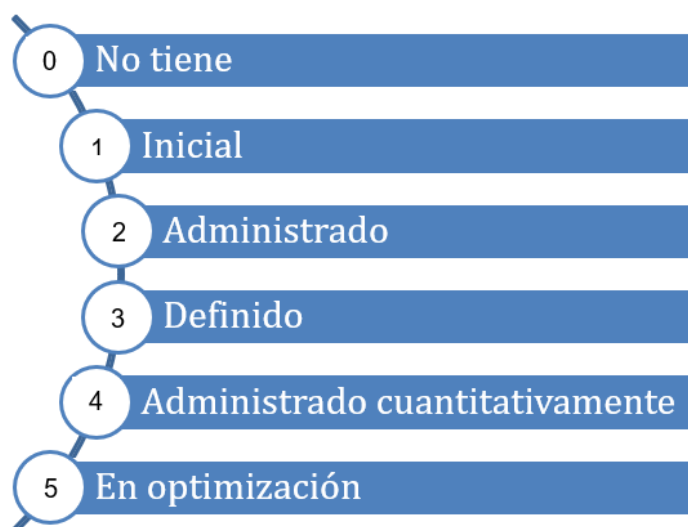 0 No tiene
1 Inicial
2 Administrado
3 Definido
4 Administrado cuantitativamente
5 En optimización